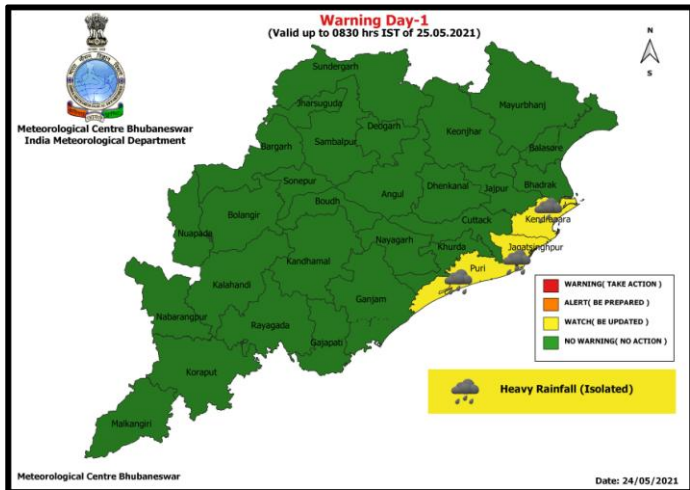 Warning Day-1
(Valid up to 0830 hrs IST of 25.05.2021)
N
S
Meteorological Centre Bhubaneswar
India Meteorological Department
Sundergarh
Jharsuguda
Mayurbhanj
Deogarh
Keonjhar
Sambalpur
Bargarh
Balasare
Sonepur
Angul
Dhenkanal
Jajpur
Bhadrak
Boudh
Bolangir
Cuttack
Kendrapara
Nuapada
Nayagarh
Khurda
Jagatsinghpur
Kandhamal
Puri
Kalahandi
Ganjam
Nabarangpur
Rayagada
Gajapati
Koraput
Malkangiri
WARNING( TAKE ACTION )
ALERT( BE PREPARED )
WATCH( BE UPDATED )
NO WARNING( NO ACTION )
Heavy Rainfall (Isolated)
Meteorological Centre Bhubaneswar
Date: 24/05/2021